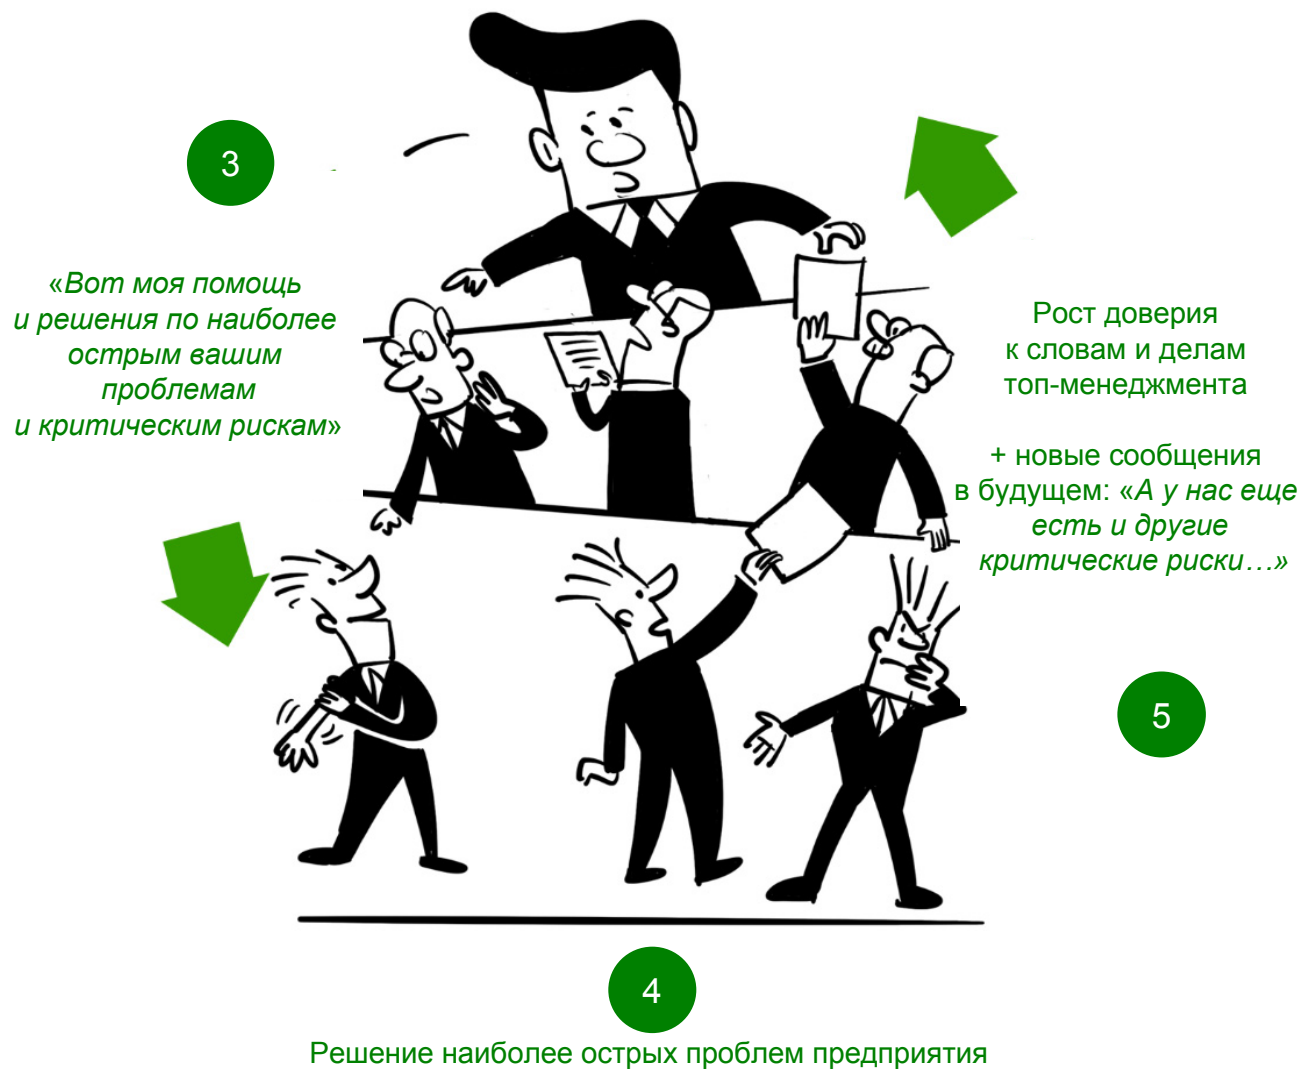 3
«Вот моя помощь
и решения по наиболее
острым вашим
проблемам
и критическим рискам»
Рост доверия
к словам и делам
топ-менеджмента
+ новые сообщения
в будущем: «А у нас еще
есть и другие
критические риски…»
5
4
Решение наиболее острых проблем предприятия